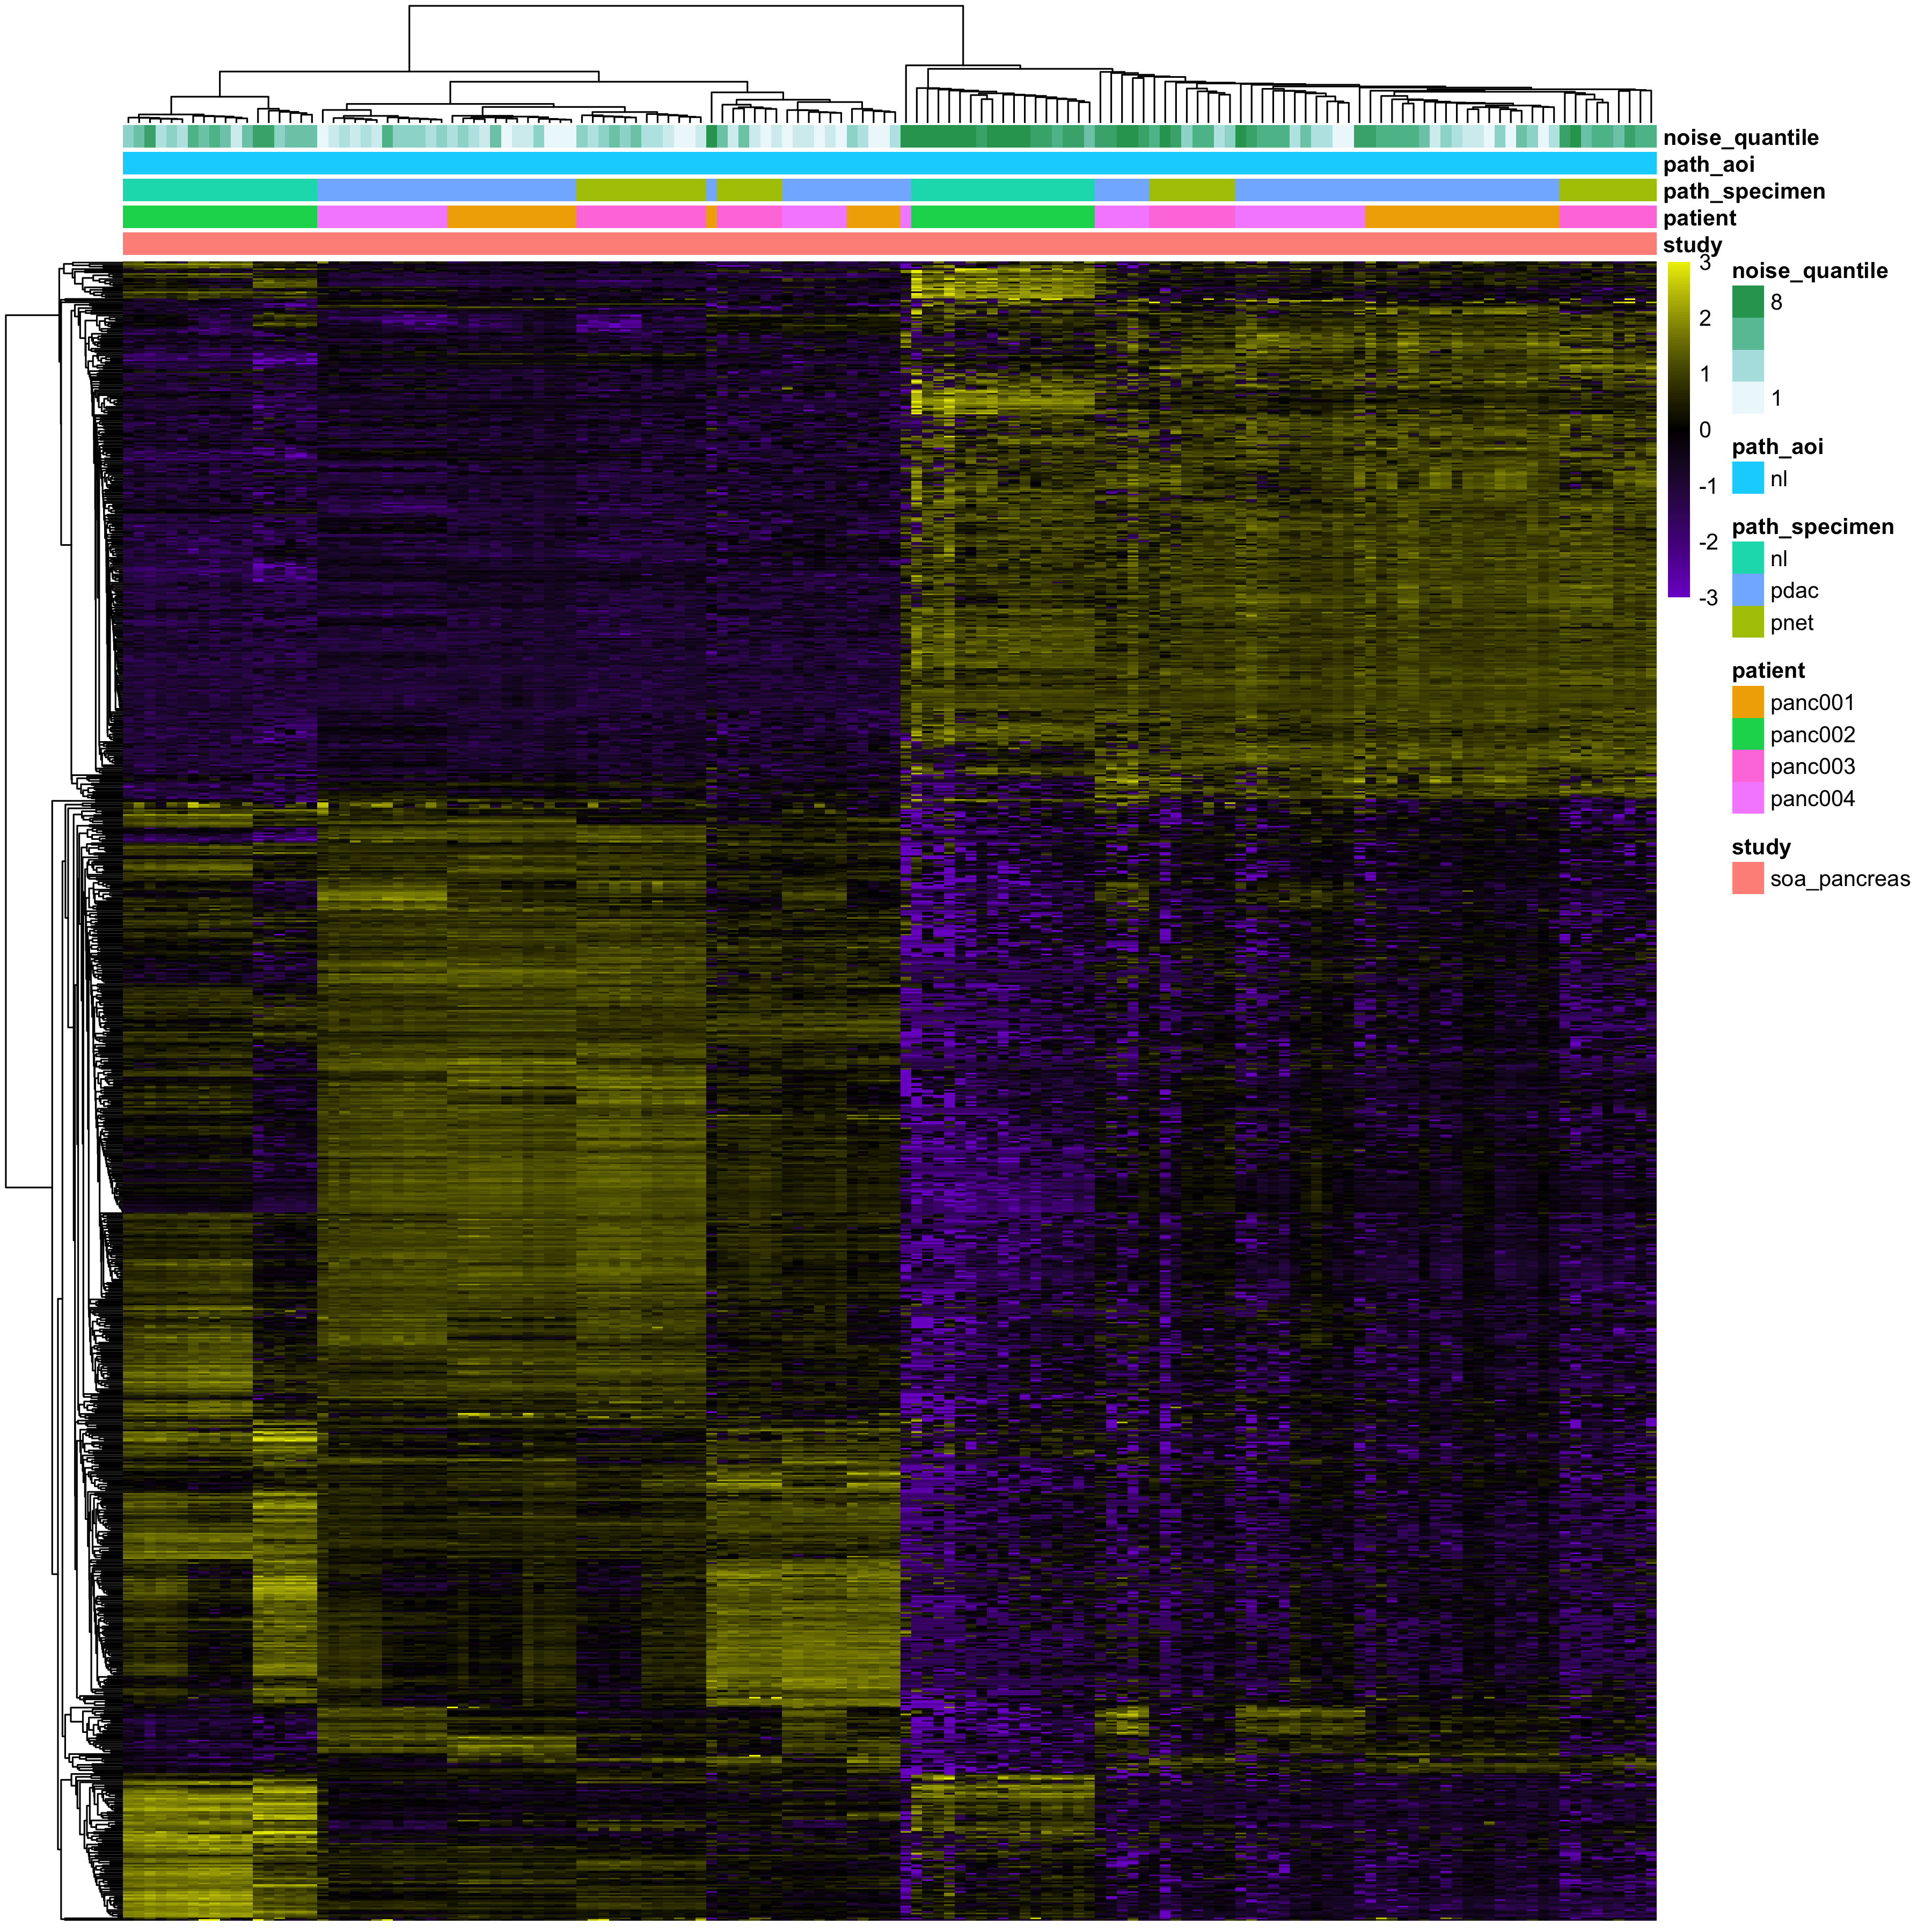 noise_quantile
path_aoi
path_specimen
patient
study
3
2
1
0
-1
-2
-3
noise_quantile
8
1
path_aoi
nl
path_specimen
nl
pdac
pnet
patient
panc001
panc002
panc003
panc004
study
soa_pancreas